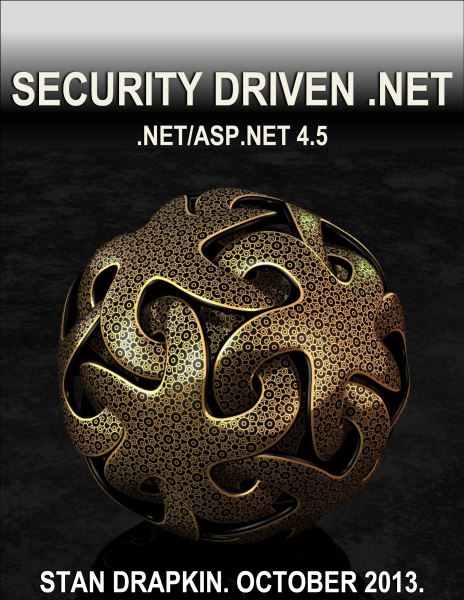 SECURITY DRIVEN .NET
.NET/ASP.NET 4.5
STAN DRAPKIN. OCTOBER 2013.